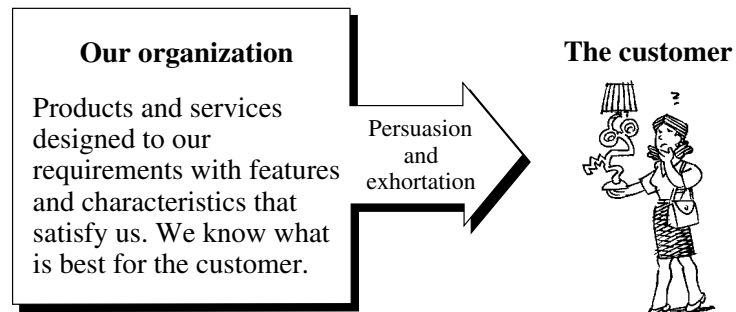 Our organization
Products and services
designed to our
requirements with features
and characteristics that
satisfy us. We know what
is best for the customer.
Persuasion
and
exhortation
The customer
?